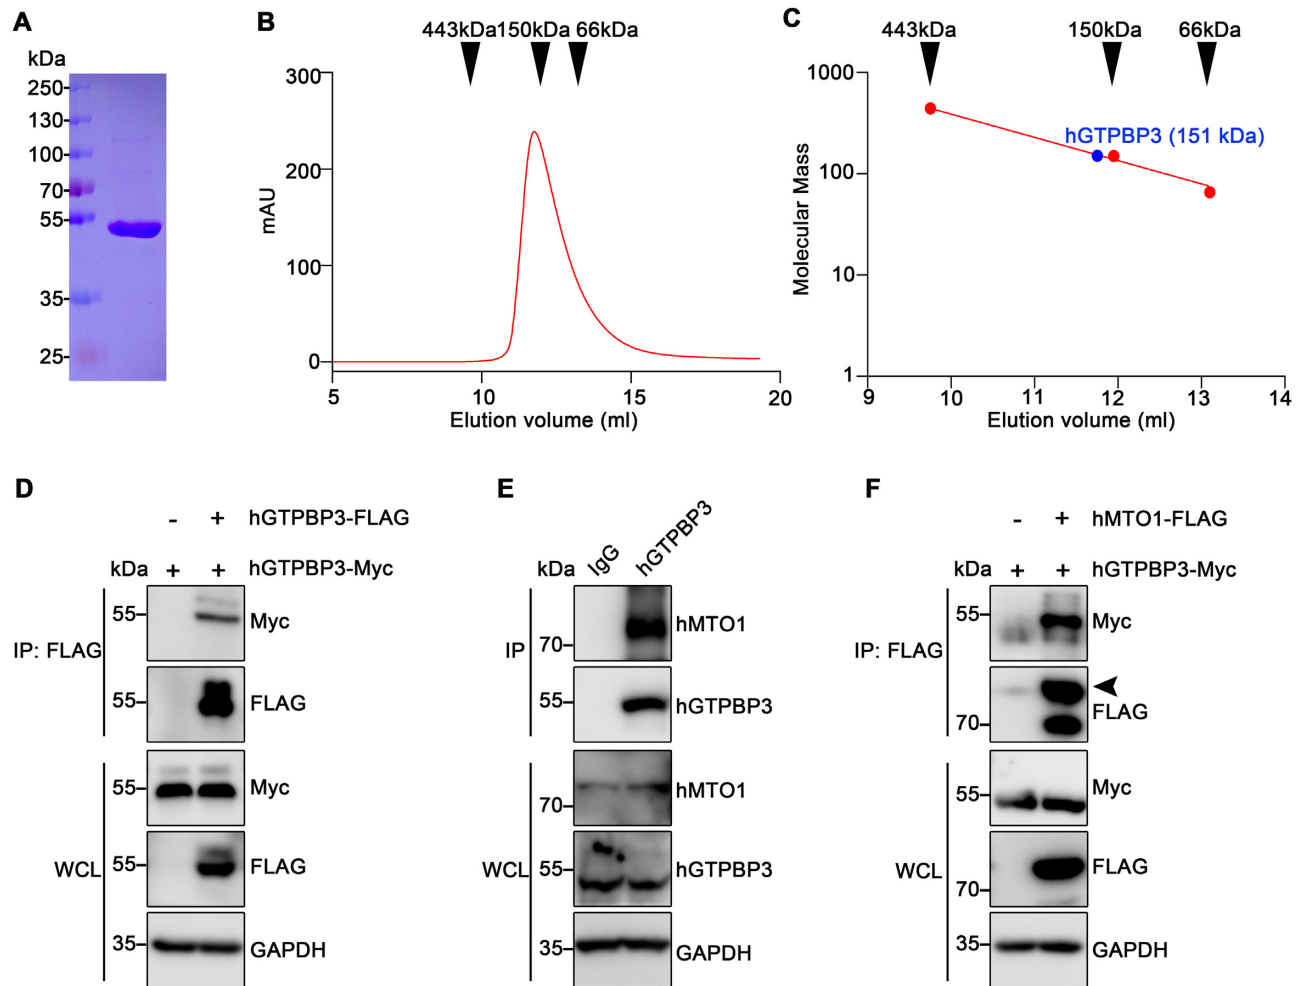 A
kDa
250
130
100
70
55
35
25
B
443kDa 150kDa 66kDa
300
200
100
0
mAU
5 10 15 20
Elution volume (ml)
C
443kDa 150kDa 66kDa
1000
100
10
1
Molecular Mass
hGTPBP3 (151 kDa)
9 10 11 12 13 14
Elution volume (ml)
D
- + hGTPBP3-FLAG
kDa + + hGTPBP3-Myc
IP: FLAG
55 Myc
55 FLAG
WCL
55 Myc
55 FLAG
35 GAPDH
E
kDa IgG hGTPBP3
IP
70 hMTO1
55 hGTPBP3
WCL
70 hMTO1
55 hGTPBP3
35 GAPDH
F
- + hMTO1-FLAG
kDa + + hGTPBP3-Myc
IP: FLAG
55 Myc
70 FLAG
WCL
55 Myc
70 FLAG
35 GAPDH